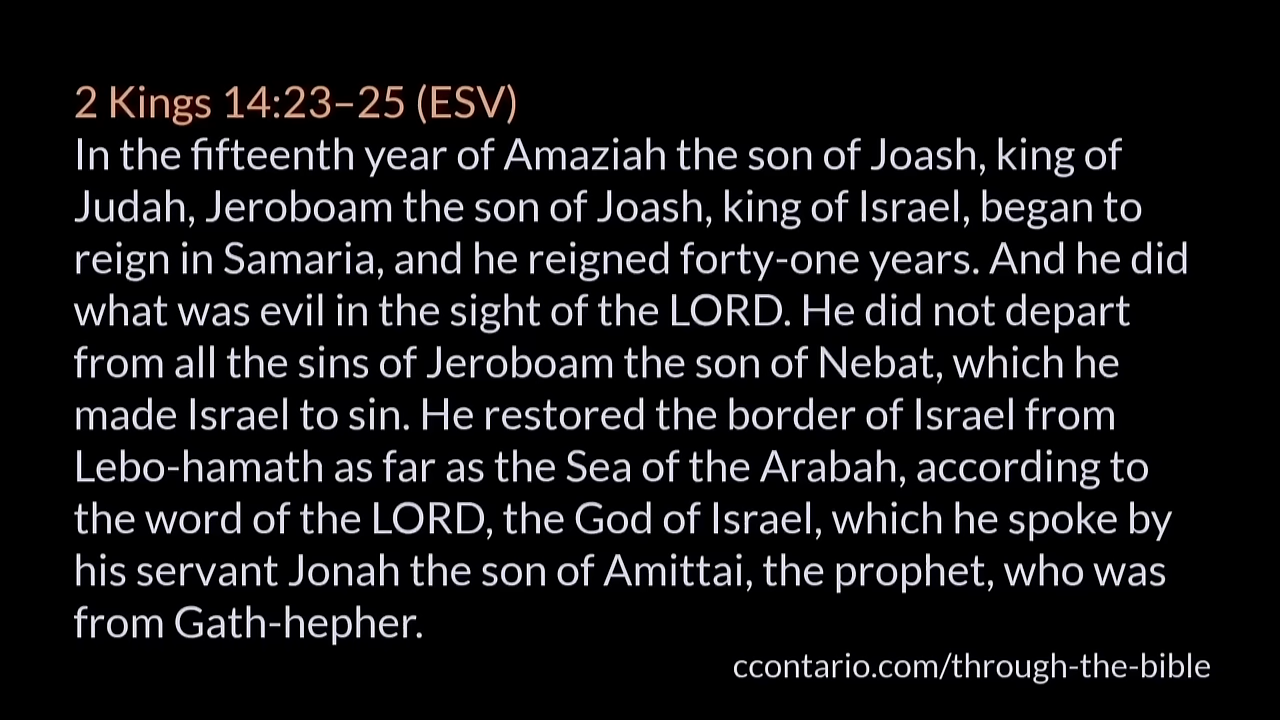 2 Kings 14:23–25 (ESV)
In the fifteenth year of Amaziah the son of Joash, king of
Judah, Jeroboam the son of Joash, king of Israel, began to
reign in Samaria, and he reigned forty-one years. And he did
what was evil in the sight of the LORD. He did not depart
from all the sins of Jeroboam the son of Nebat, which he
made Israel to sin. He restored the border of Israel from
Lebo-hamath as far as the Sea of the Arabah, according to
the word of the LORD, the God of Israel, which he spoke by
his servant Jonah the son of Amittai, the prophet, who was
from Gath-hepher.
ccontario.com/through-the-bible